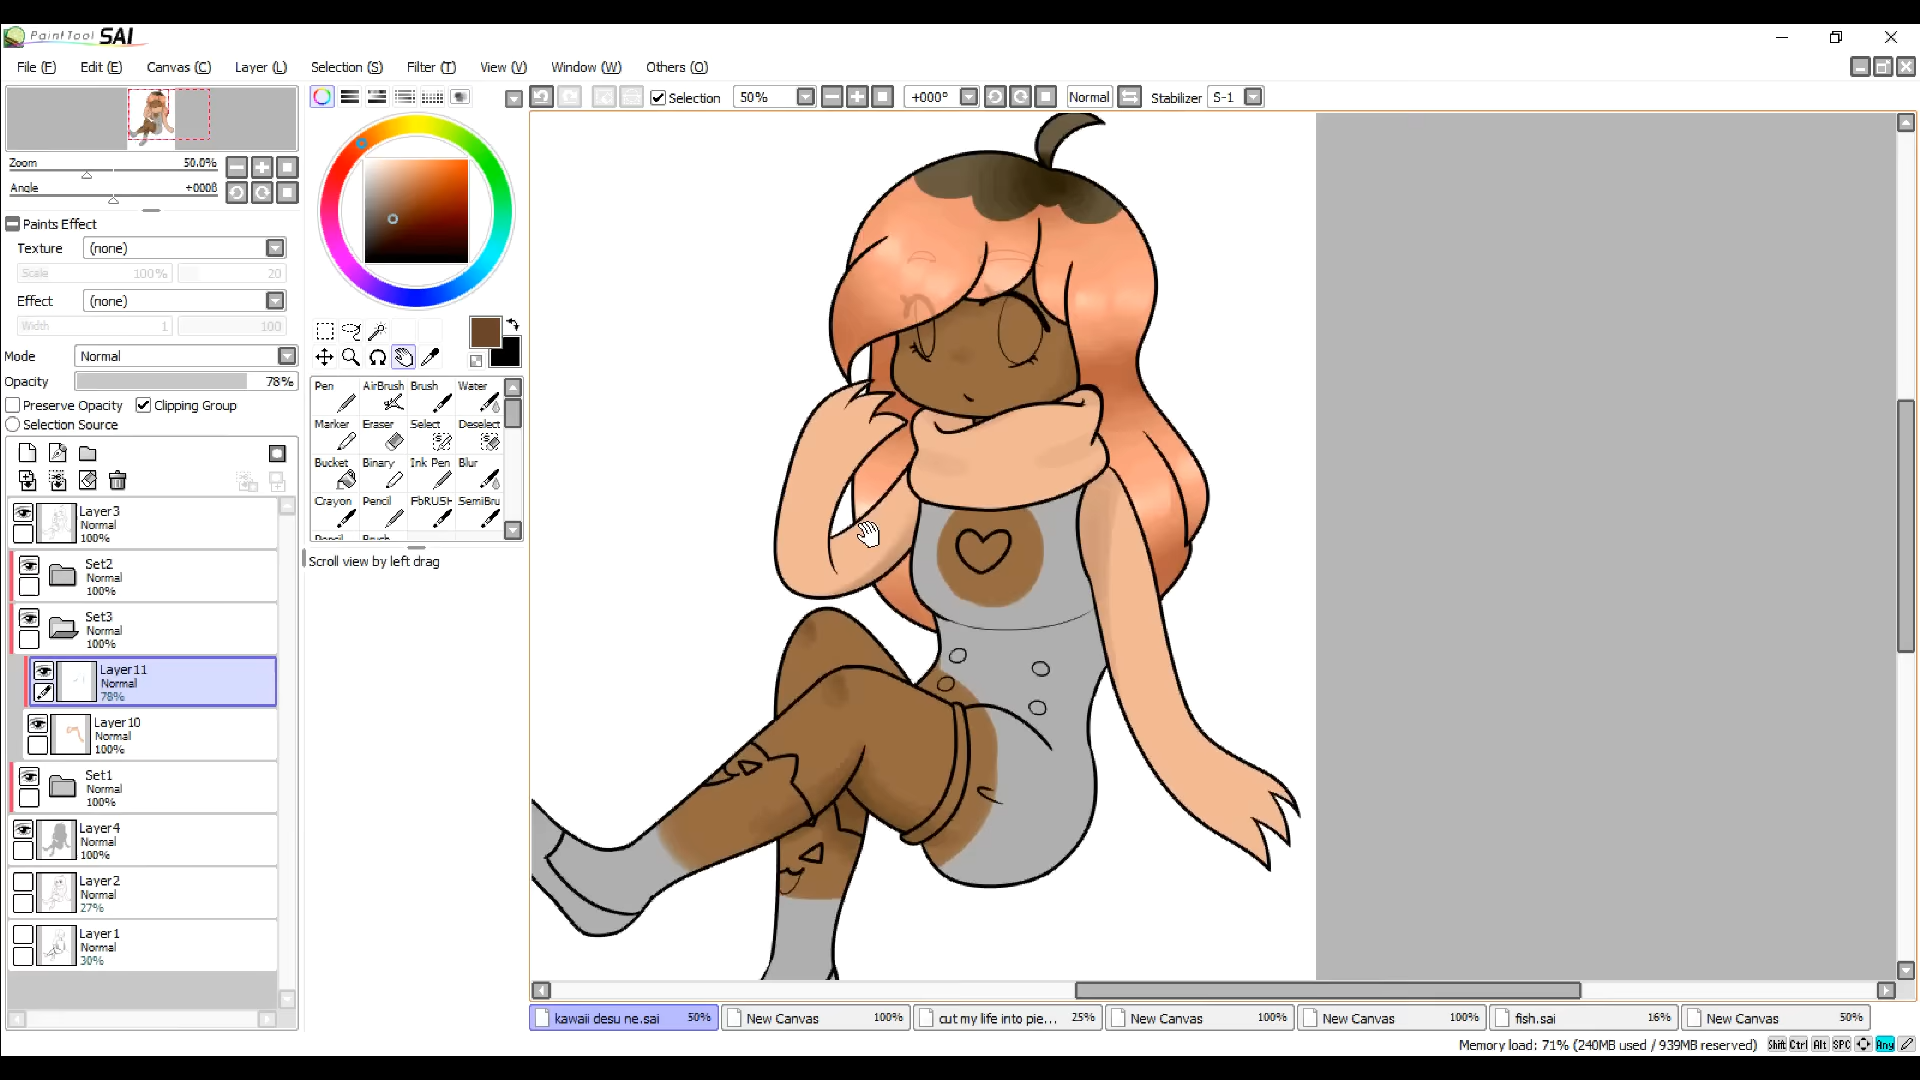 PaintTool SAI
File (F) Edit (E) Canvas (C) Layer (L) Selection (S) Filter (T) View (V) Window (W) Others (O)
Selection 50% +000° Normal Stabilizer S-1
Zoom 50.0%
Angle +000ß
Paints Effect
Texture (none)
Scale 100% 20
Effect (none)
Width 1 100
Mode Normal
Opacity 78%
Preserve Opacity Clipping Group
Selection Source
Pen AirBrush Brush Water
Marker Eraser Select Deselect
Bucket Binary Ink Pen Blur
Crayon Pencil FbRUSH SemiBru
Pencil Brush
Scroll view by left drag
Layer3
Normal
100%
Set2
Normal
100%
Set3
Normal
100%
Layer11
Normal
78%
Layer10
Normal
100%
Set1
Normal
100%
Layer4
Normal
100%
Layer2
Normal
27%
Layer1
Normal
30%
kawaii desu ne.sai 50% New Canvas 100% cut my life into pie... 25% New Canvas 100% New Canvas 100% fish.sai 16% New Canvas 50%
Memory load: 71% (240MB used / 939MB reserved) Shift Ctrl Alt SPC Any